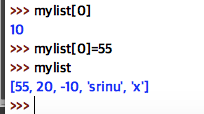 >>> mylist[0]
10
>>> mylist[0]=55
>>> mylist
[55, 20, -10, 'srinu', 'x']
>>>